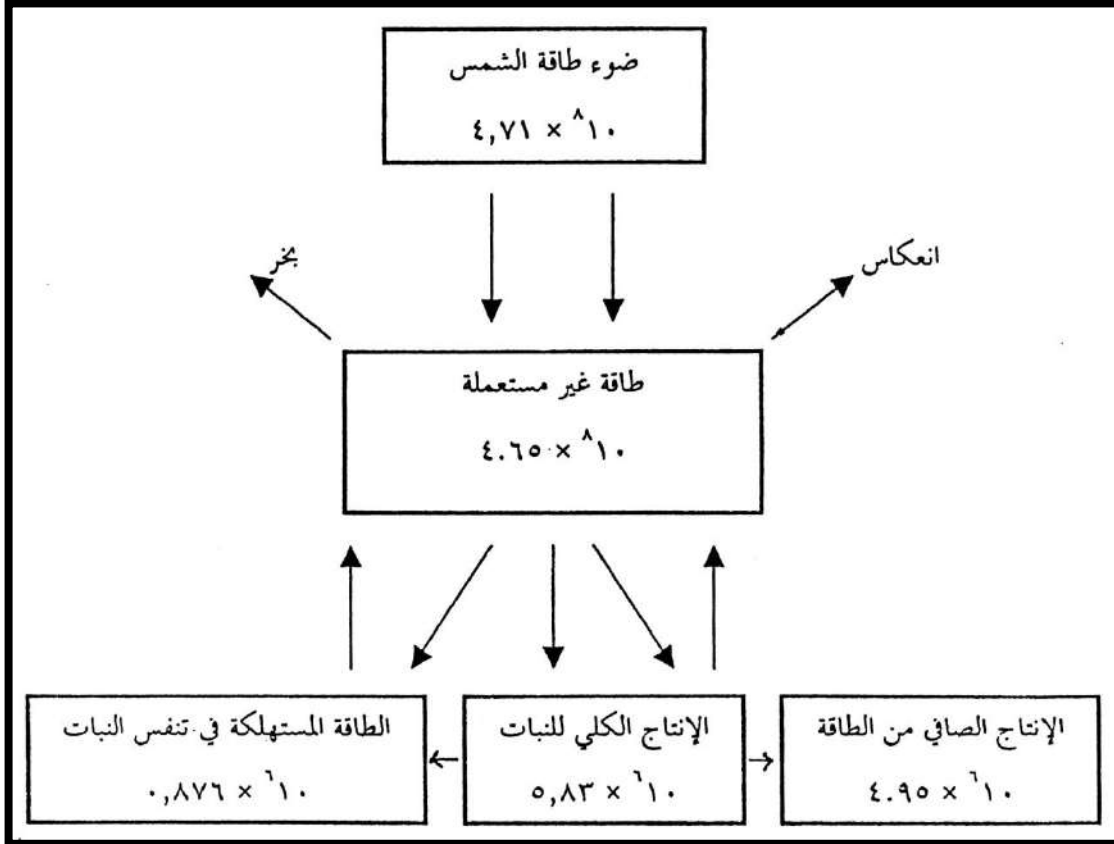 ضوء طاقة الشمس
٤,٧١ × ١٠^٨
انعكاس
بخر
طاقة غير مستعملة
٤.٦٥ × ١٠^٨
الإنتاج الصافي من الطاقة
٤.٩٥ × ١٠^٦
الإنتاج الكلي للنبات
٥,٨٣ × ١٠^٦
الطاقة المستهلكة في تنفس النبات
٠,٨٧٦ × ١٠^٦